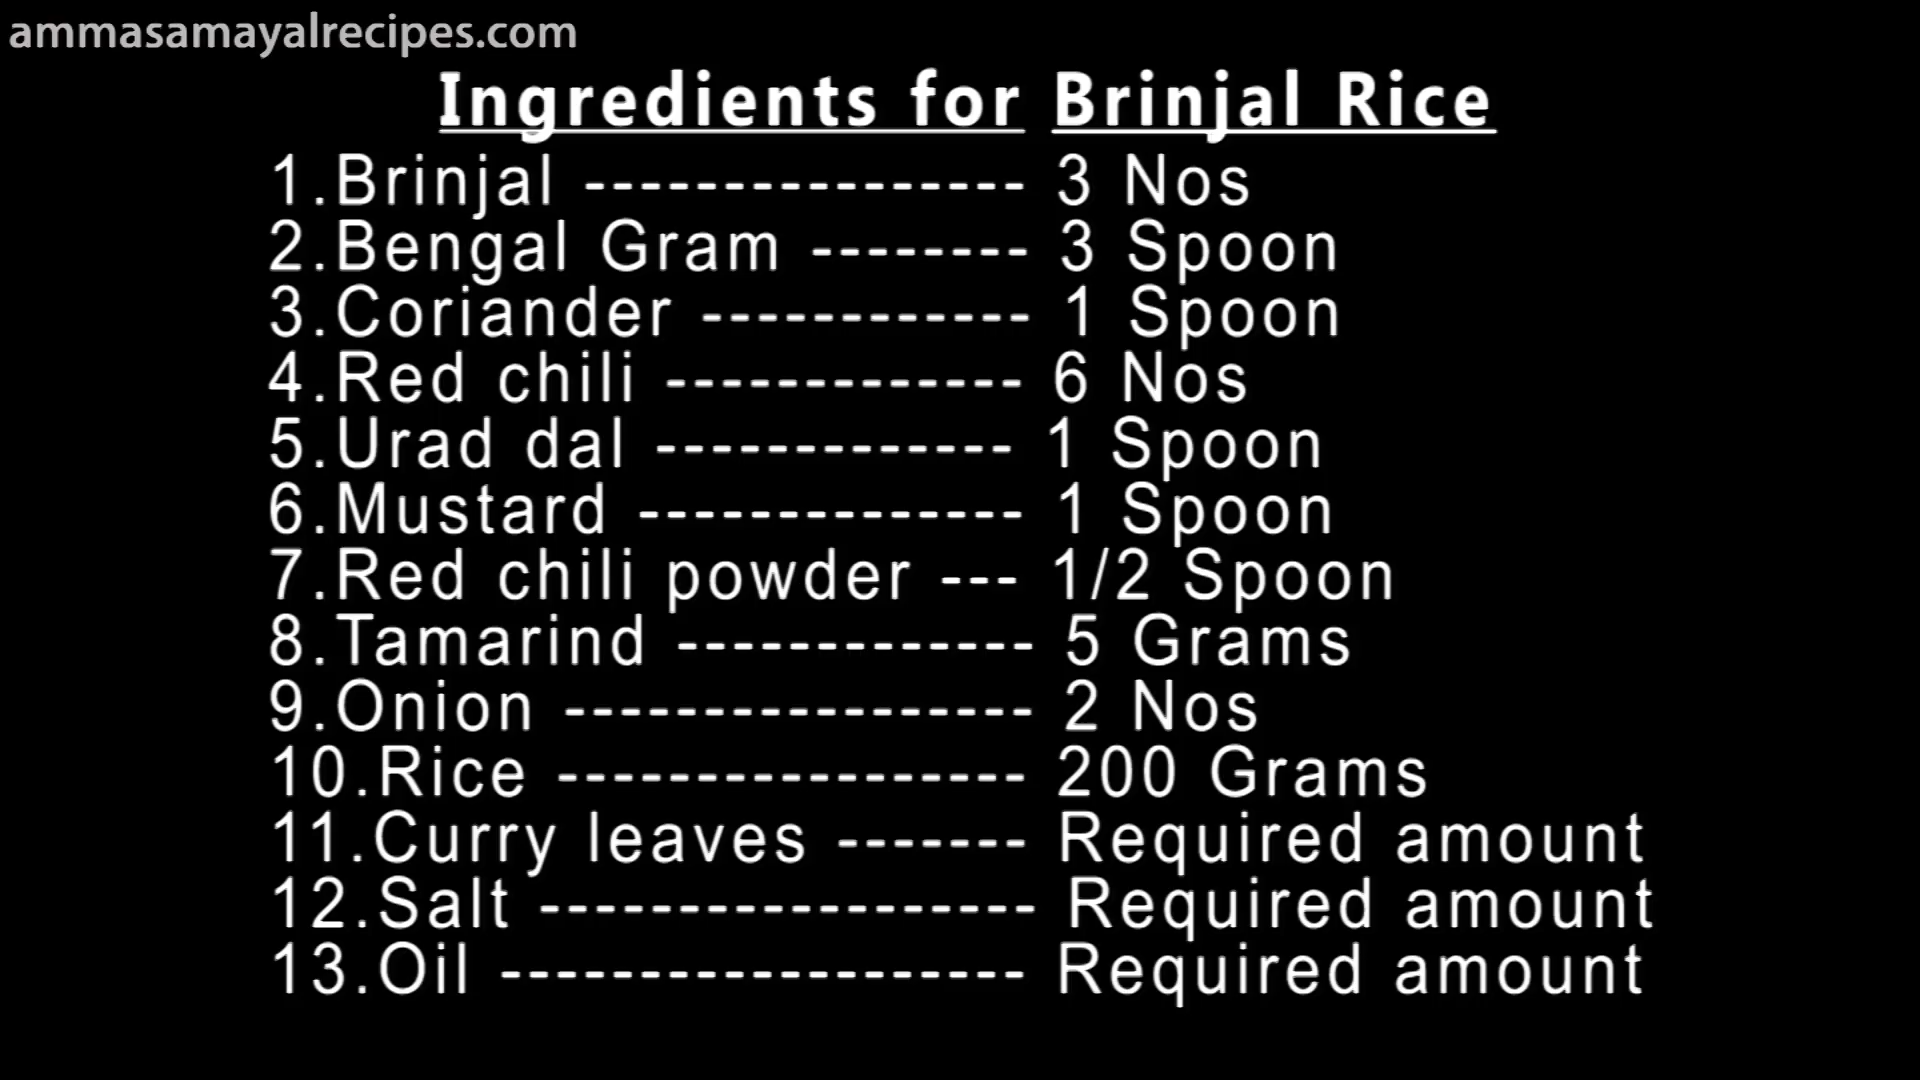 ammasamayalrecipes.com
Ingredients for Brinjal Rice
1.Brinjal ---------------- 3 Nos
2.Bengal Gram -------- 3 Spoon
3.Coriander ------------ 1 Spoon
4.Red chili ------------- 6 Nos
5.Urad dal ------------- 1 Spoon
6.Mustard -------------- 1 Spoon
7.Red chili powder --- 1/2 Spoon
8.Tamarind ------------- 5 Grams
9.Onion ----------------- 2 Nos
10.Rice ----------------- 200 Grams
11.Curry leaves ------- Required amount
12.Salt ------------------ Required amount
13.Oil ------------------- Required amount